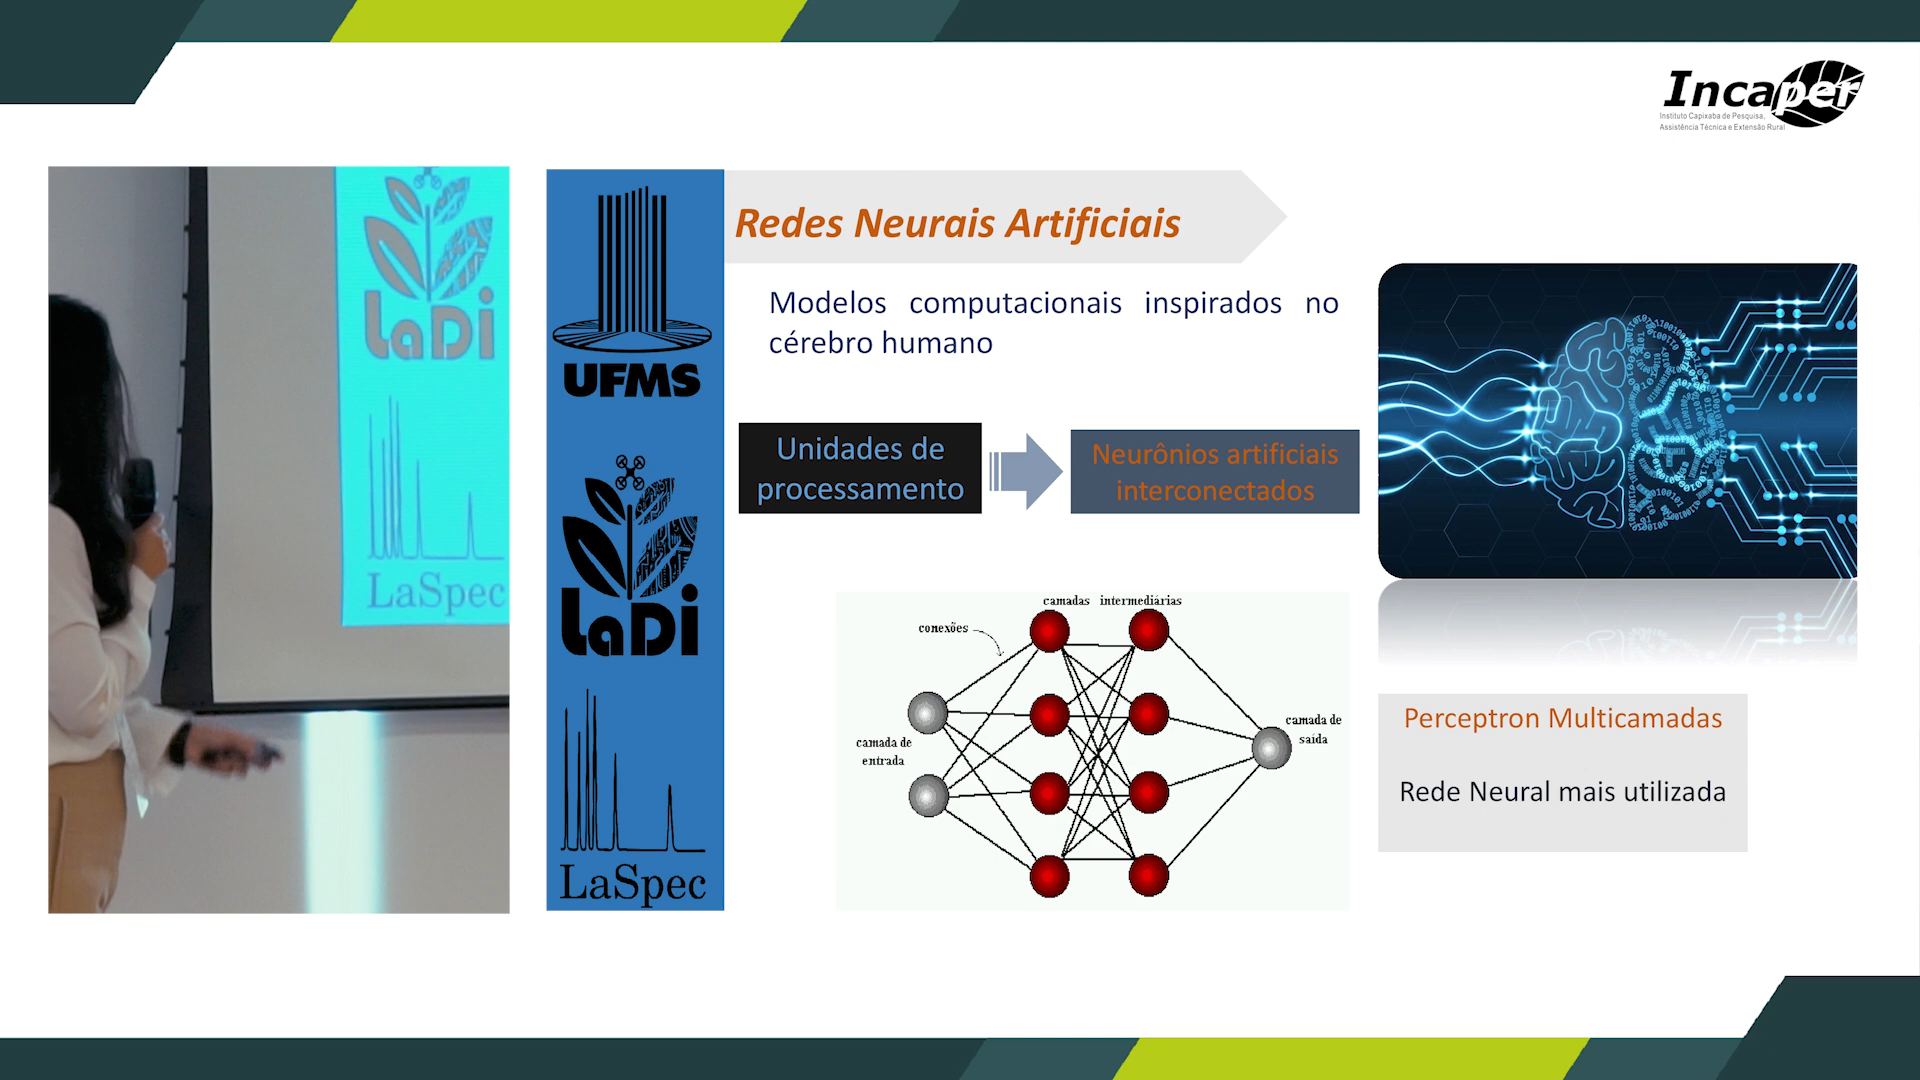 Incaper
Instituto Capixaba de Pesquisa,
Assistência Técnica e Extensão Rural
LaDi
LaSpec
UFMS
LaDi
LaSpec
Redes Neurais Artificiais
Modelos computacionais inspirados no
cérebro humano
Unidades de
processamento
Neurônios artificiais
interconectados
camadas intermediárias
conexões
camada de
entrada
camada de
saída
Perceptron Multicamadas
Rede Neural mais utilizada